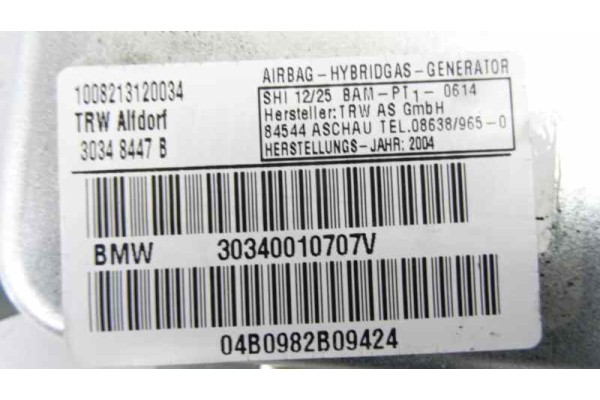 1008213120034
TRW Alfdorf
3034 8447 B
AIRBAG-HYBRIDGAS-GENERATOR
SHI 12/25 BAM-PT1-0614
Hersteller:TRW AS GmbH
84544 ASCHAU TEL.08638/965-0
HERSTELLUNGS-JAHR: 2004
BMW 30340010707V
04B0982B09424